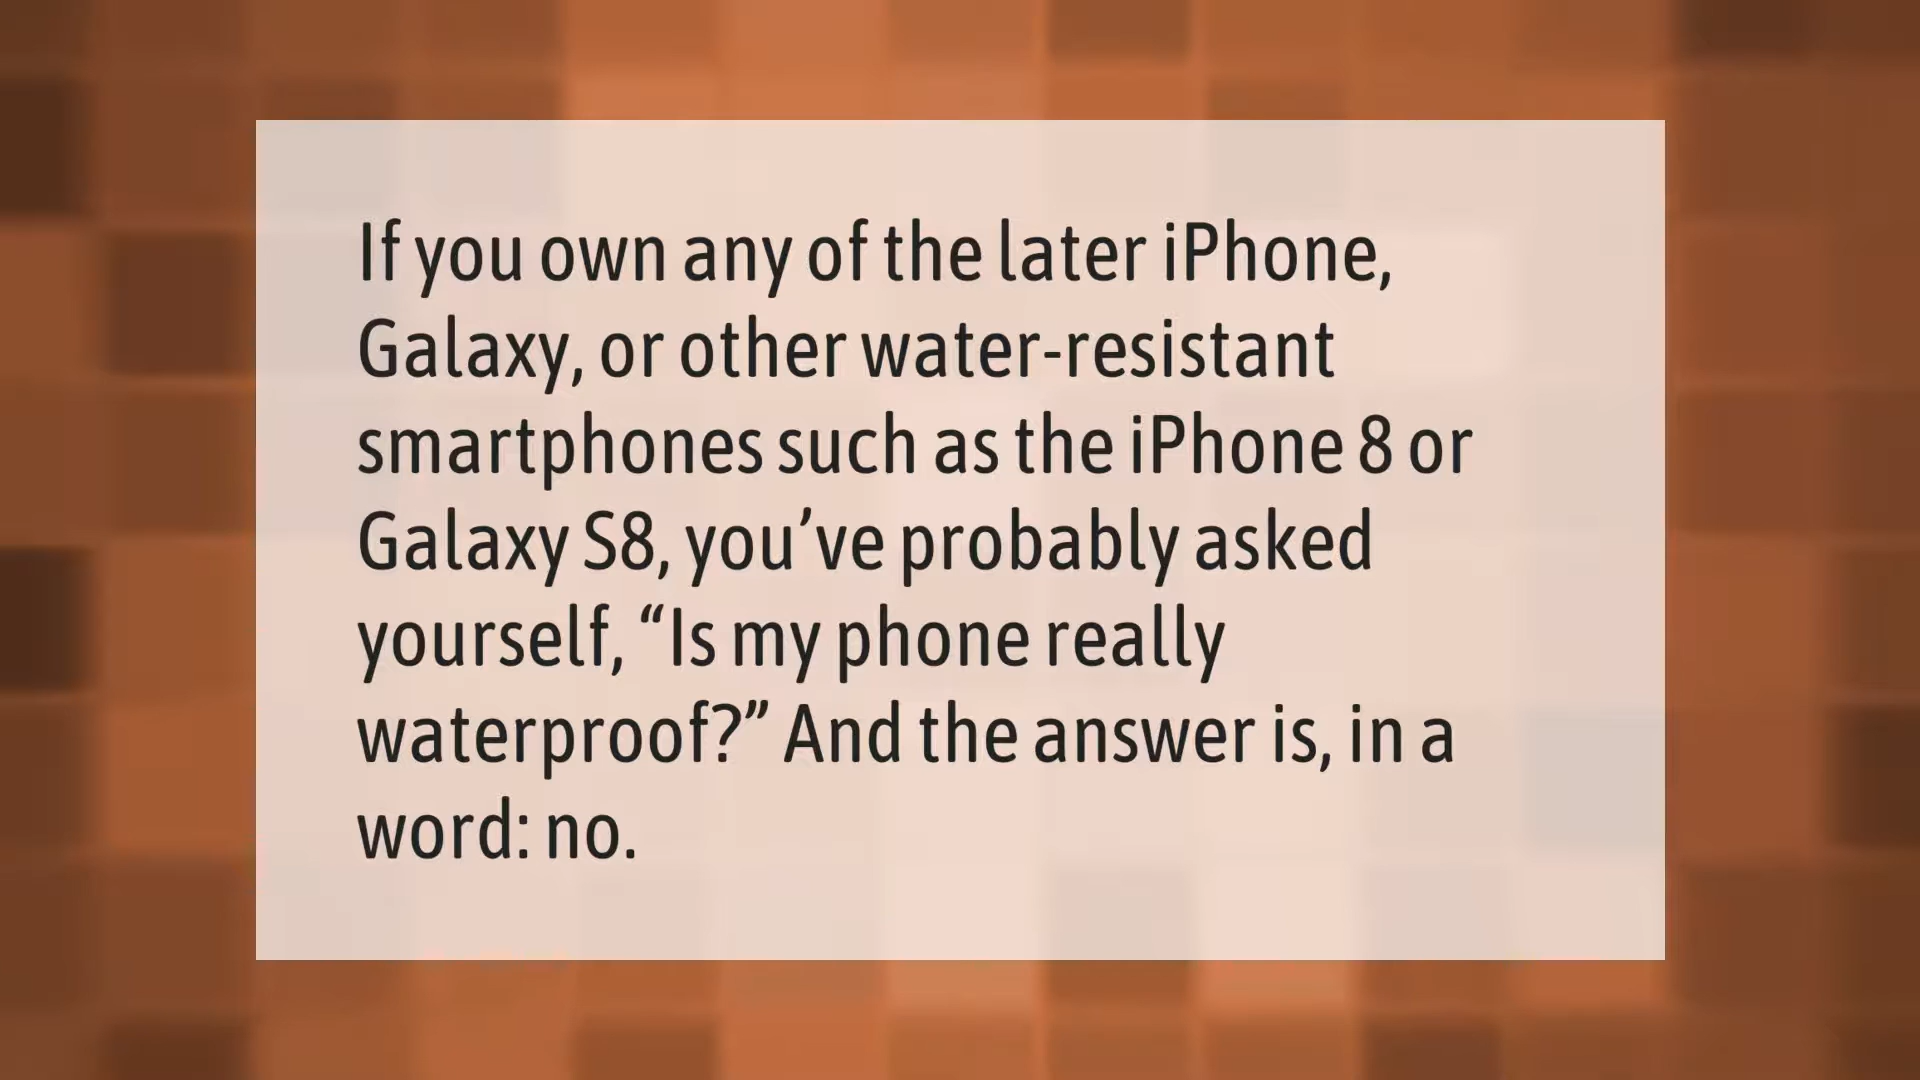 If you own any of the later iPhone,
Galaxy, or other water-resistant
smartphones such as the iPhone 8 or
Galaxy S8, you’ve probably asked
yourself, “Is my phone really
waterproof?” And the answer is, in a
word: no.